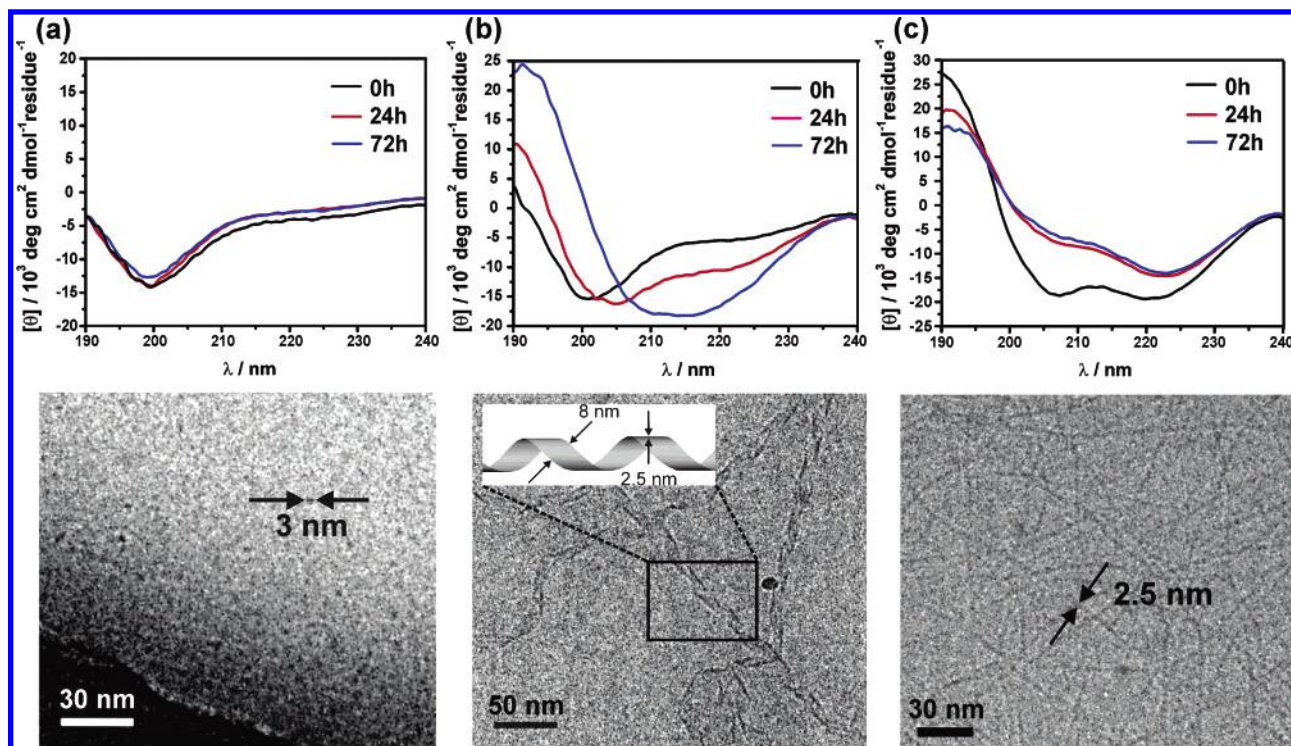 (a)
(b)
(c)
[θ] / 10³ deg cm² dmol⁻¹residue⁻¹
20
15
10
5
0
-5
-10
-15
-20
0h
24h
72h
190 200 210 220 230 240
λ / nm
[θ] / 10³ deg cm² dmol⁻¹residue⁻¹
25
20
15
10
5
0
-5
-10
-15
-20
0h
24h
72h
190 200 210 220 230 240
λ / nm
[θ] / 10³ deg cm² dmol⁻¹residue⁻¹
30
25
20
15
10
5
0
-5
-10
-15
-20
-25
0h
24h
72h
190 200 210 220 230 240
λ / nm
3 nm
30 nm
8 nm
2.5 nm
50 nm
2.5 nm
30 nm